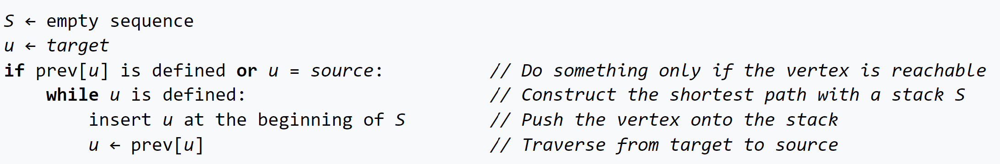 S ← empty sequence
u ← target
if prev[u] is defined or u = source: // Do something only if the vertex is reachable
while u is defined: // Construct the shortest path with a stack S
insert u at the beginning of S // Push the vertex onto the stack
u ← prev[u] // Traverse from target to source